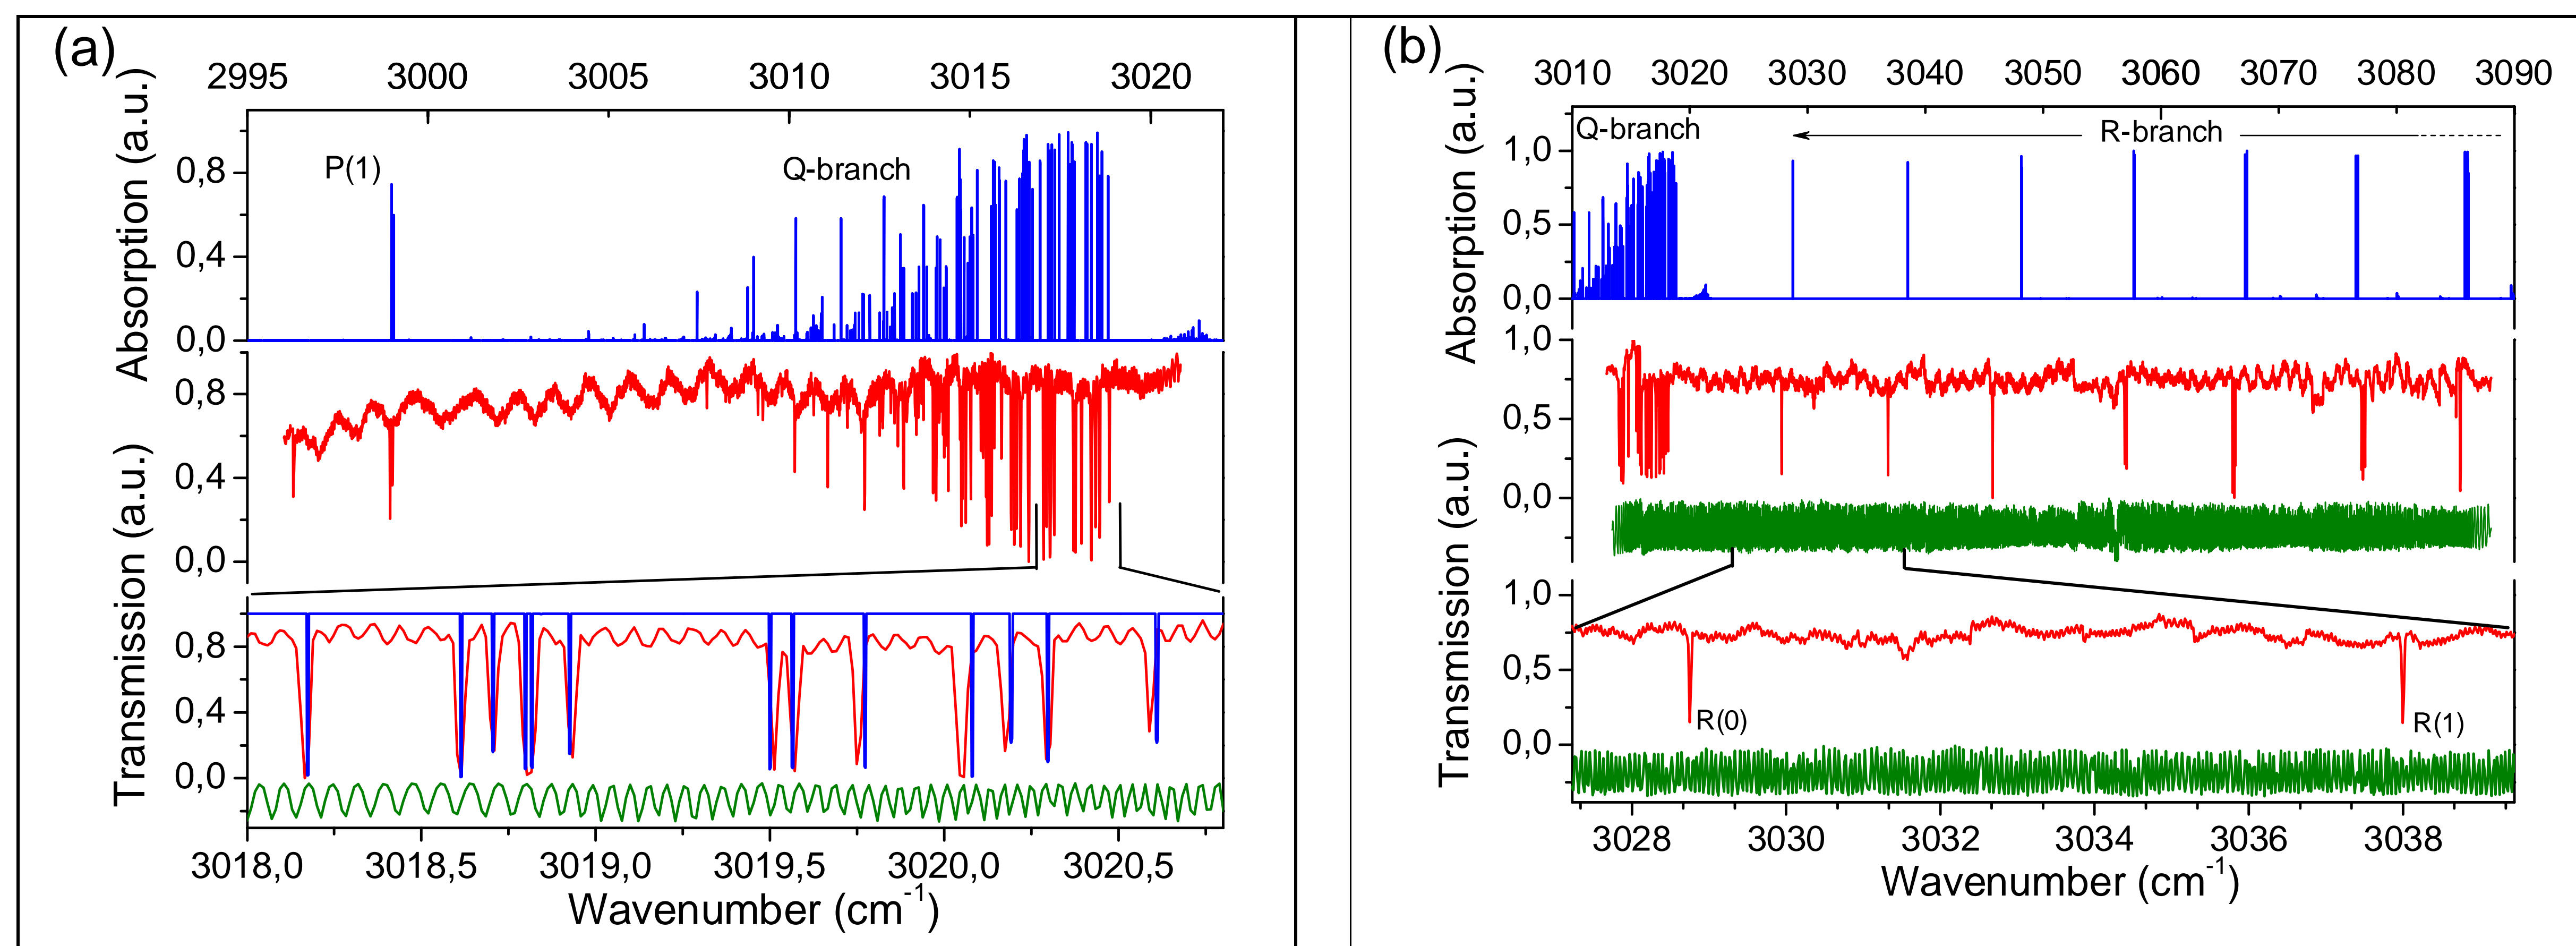 (a)
2995 3000 3005 3010 3015 3020
Absorption (a.u.)
0,8
0,4
0,0
P(1)
Q-branch
Transmission (a.u.)
0,8
0,4
0,0
0,8
0,4
0,0
3018,0 3018,5 3019,0 3019,5 3020,0 3020,5
Wavenumber (cm-1)
(b)
3010 3020 3030 3040 3050 3060 3070 3080 3090
Absorption (a.u.)
Q-branch
R-branch
1,0
0,5
0,0
Transmission (a.u.)
1,0
0,5
0,0
1,0
0,5
0,0
R(0)
R(1)
3028 3030 3032 3034 3036 3038
Wavenumber (cm-1)